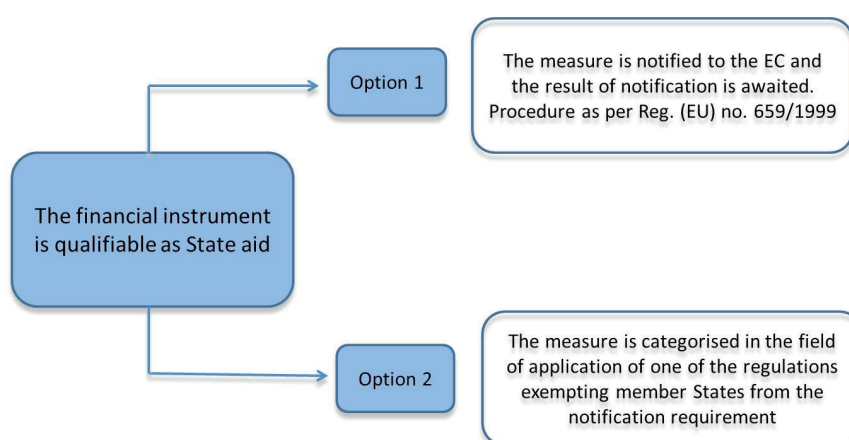 Option 1
The measure is notified to the EC and
the result of notification is awaited.
Procedure as per Reg. (EU) no. 659/1999
The financial instrument
is qualifiable as State aid
Option 2
The measure is categorised in the field
of application of one of the regulations
exempting member States from the
notification requirement